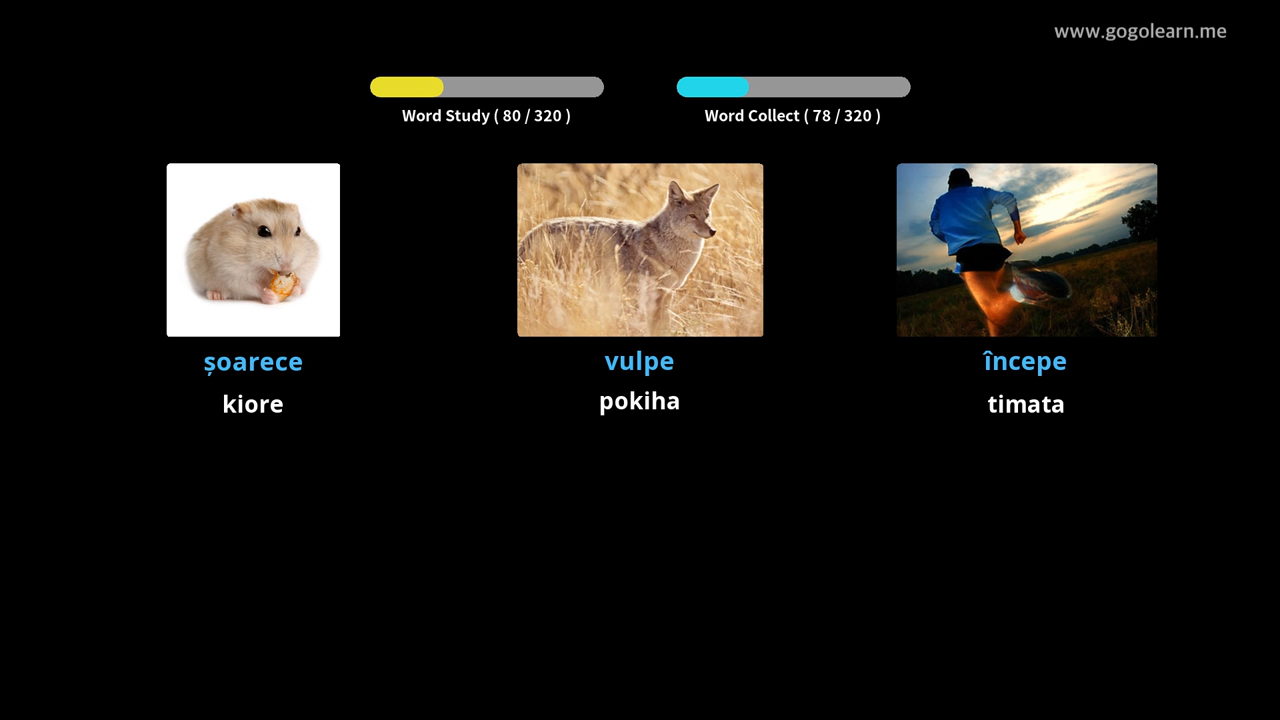 www.gogolearn.me
Word Study ( 80 / 320 )
Word Collect ( 78 / 320 )
șoarece
vulpe
începe
kiore
pokiha
timata